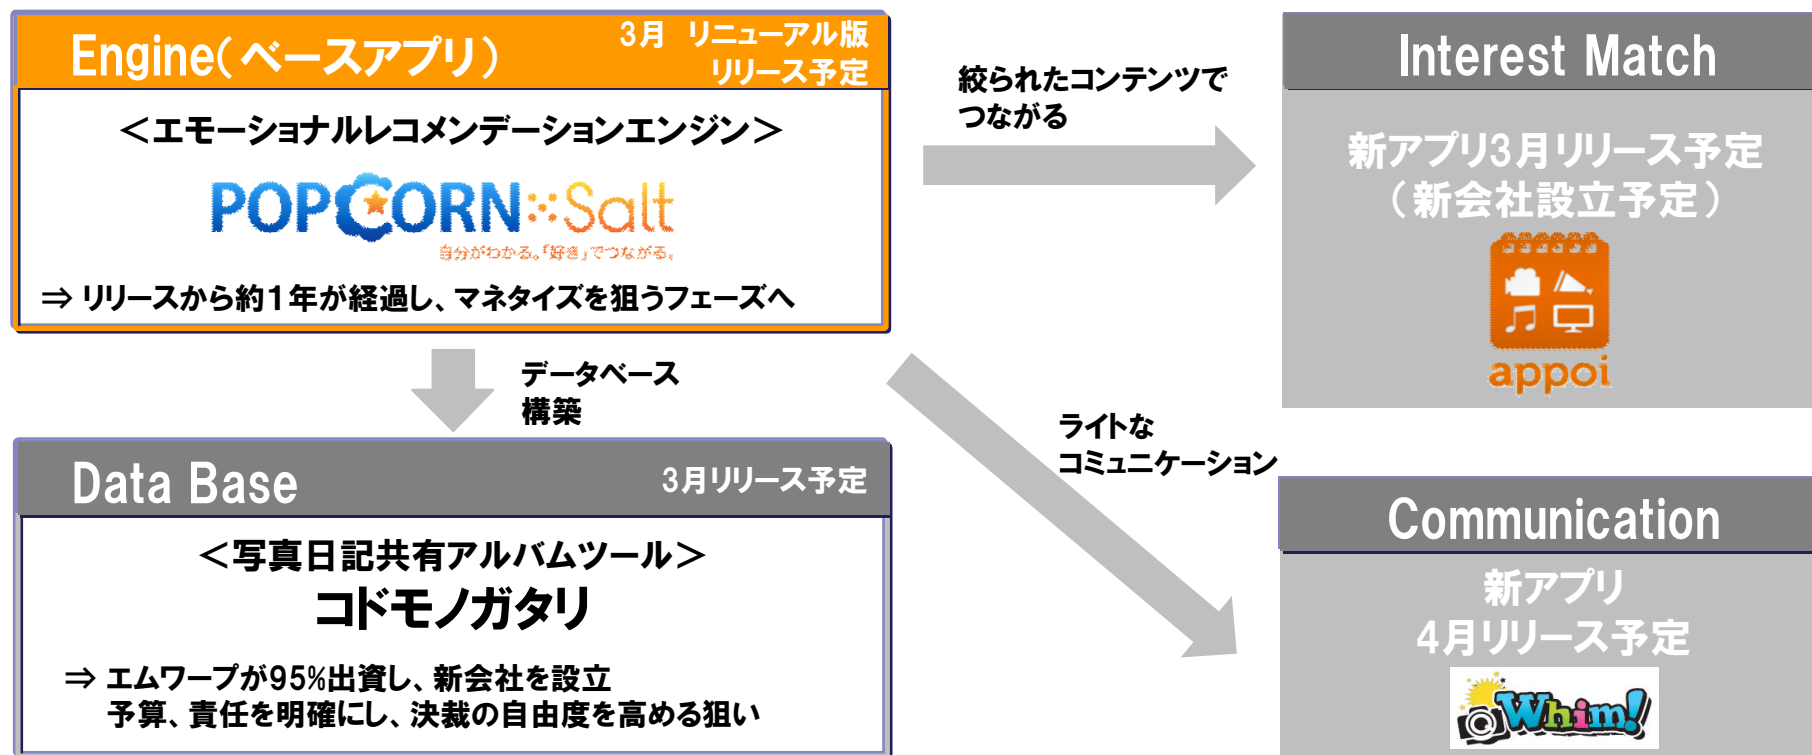 Engine(ベースアプリ)
3月 リニューアル版
リリース予定
<エモーショナルレコメンデーションエンジン>
POPCORN::Salt
自分がわかる。「好き」でつながる。
⇒ リリースから約1年が経過し、マネタイズを狙うフェーズへ
絞られたコンテンツで
つながる
Interest Match
新アプリ3月リリース予定
(新会社設立予定)
appoi
データベース
構築
ライトな
コミュニケーション
Data Base
3月リリース予定
<写真日記共有アルバムツール>
コドモノガタリ
⇒ エムワープが95%出資し、新会社を設立
予算、責任を明確にし、決裁の自由度を高める狙い
Communication
新アプリ
4月リリース予定
Whim!